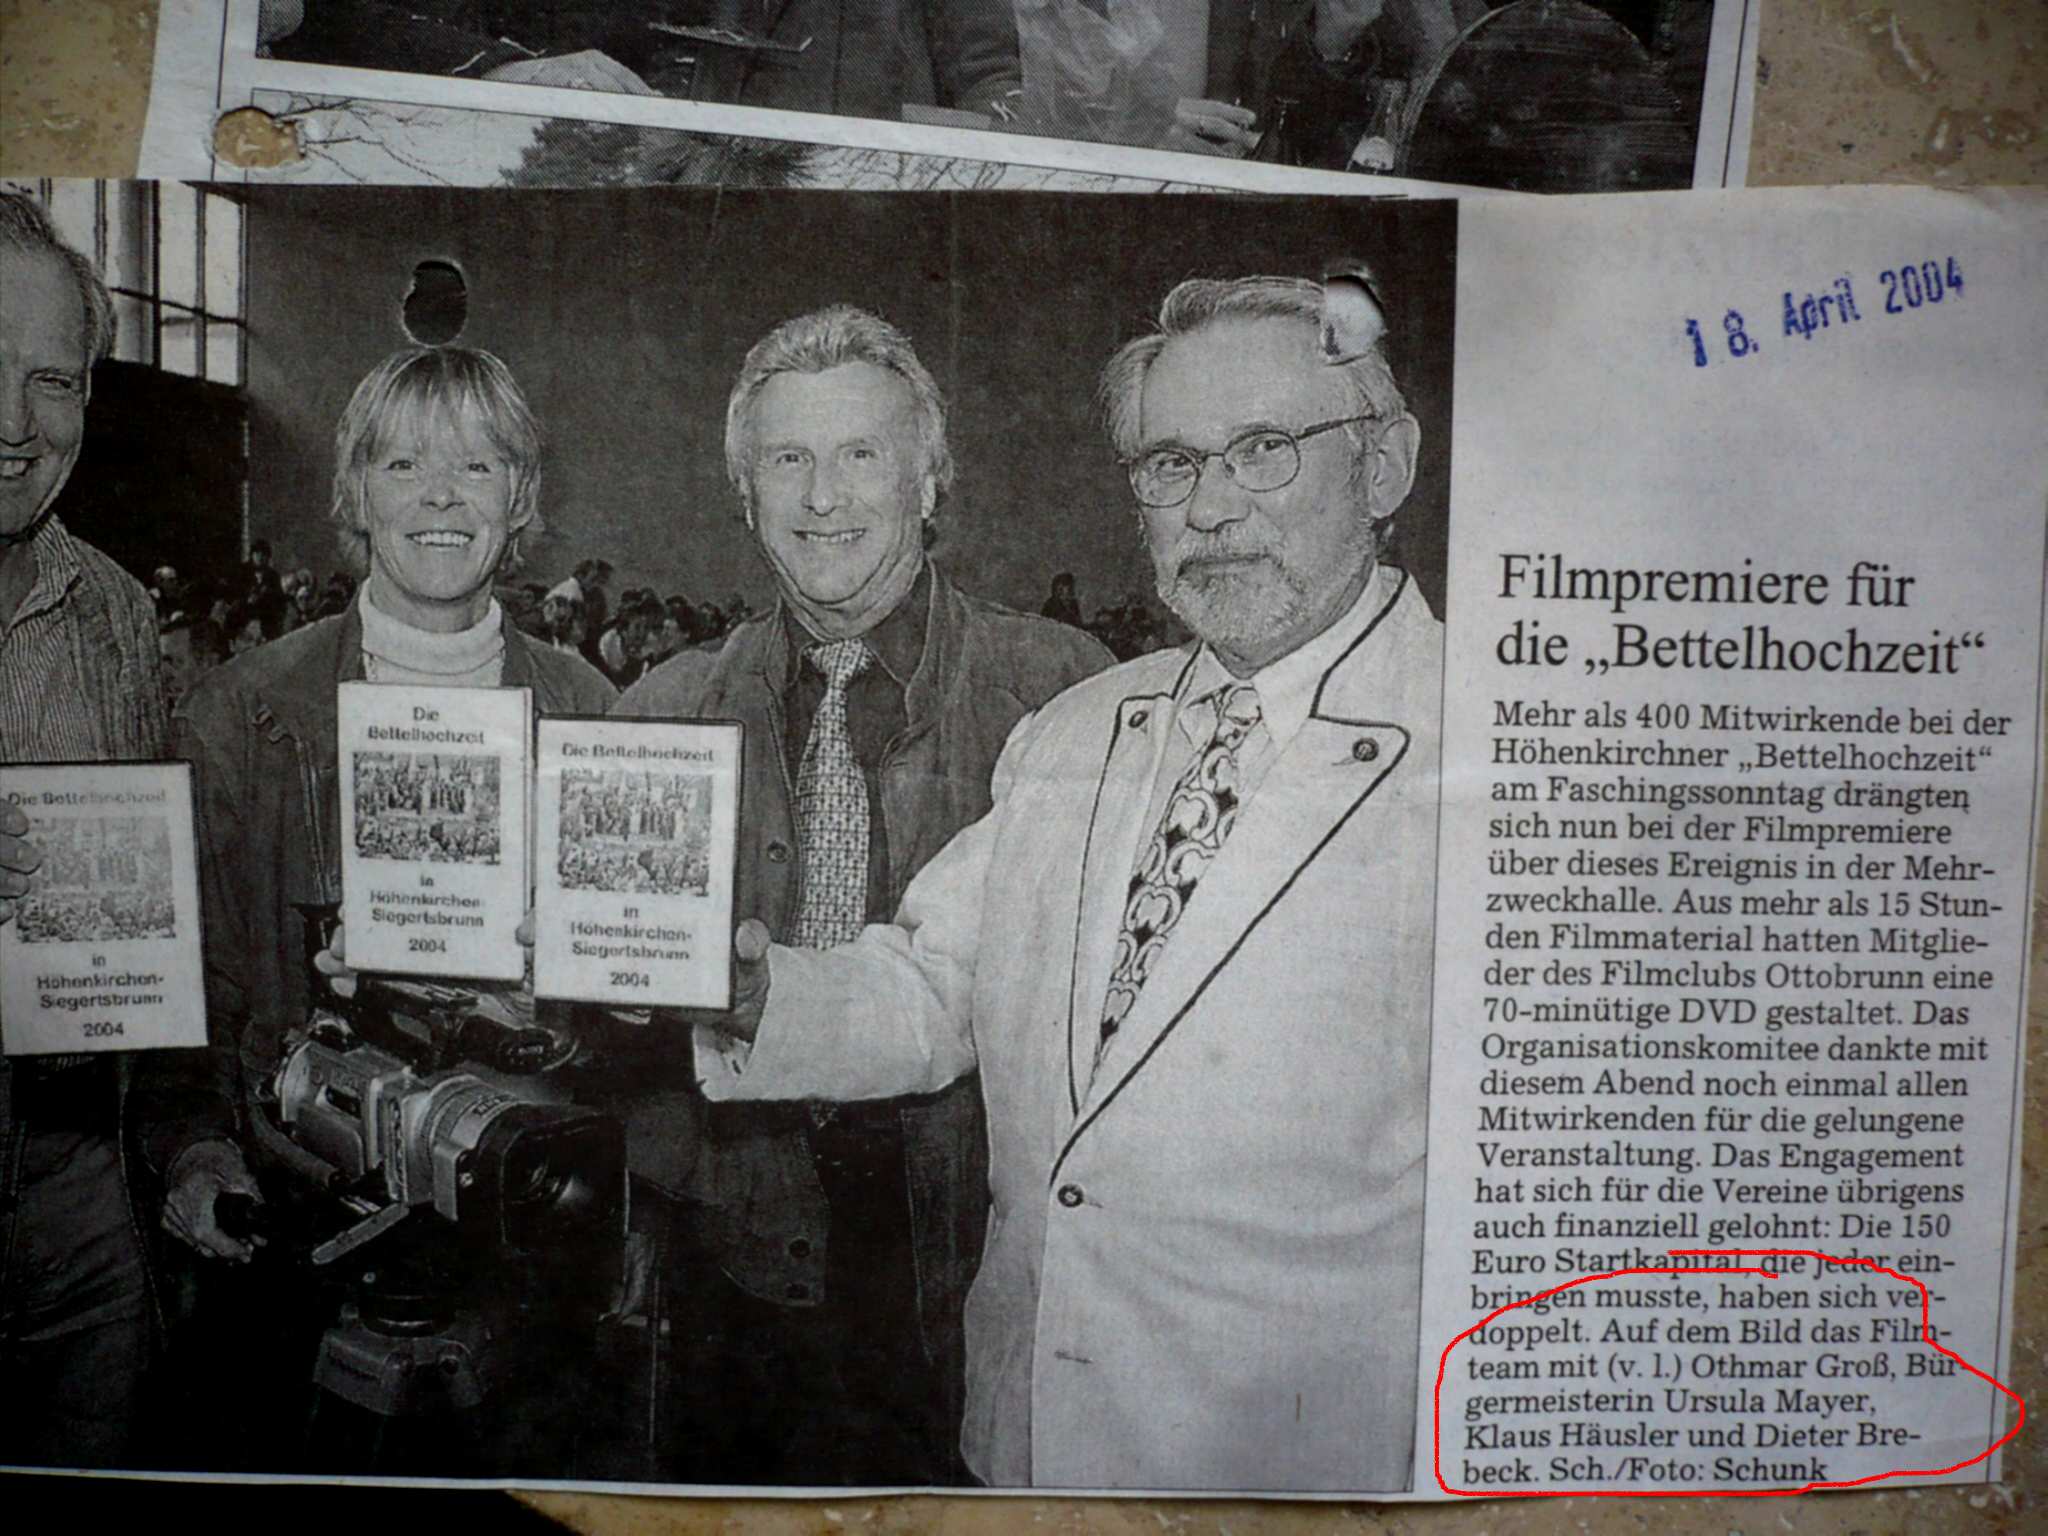 18. April 2004
Filmpremiere für
die „Bettelhochzeit“
Mehr als 400 Mitwirkende bei der
Höhenkirchner „Bettelhochzeit“
am Faschingssonntag drängten
sich nun bei der Filmpremiere
über dieses Ereignis in der Mehr-
zweckhalle. Aus mehr als 15 Stun-
den Filmmaterial hatten Mitglie-
der des Filmclubs Ottobrunn eine
70-minütige DVD gestaltet. Das
Organisationskomitee dankte mit
diesem Abend noch einmal allen
Mitwirkenden für die gelungene
Veranstaltung. Das Engagement
hat sich für die Vereine übrigens
auch finanziell gelohnt: Die 150
Euro Startkapital, die jeder ein-
bringen musste, haben sich ver-
doppelt. Auf dem Bild das Film-
team mit (v. l.) Othmar Groß, Bür-
germeisterin Ursula Mayer,
Klaus Häusler und Dieter Bre-
beck. Sch./Foto: Schunk
Die Bettelhochzeit
in
Höhenkirchen-
Siegertsbrunn
2004
Die
Bettelhochzeit
in
Höhenkirchen-
Siegertsbrunn
2004
Die Bettelhochzeit
in
Höhenkirchen-
Siegertsbrunn
2004